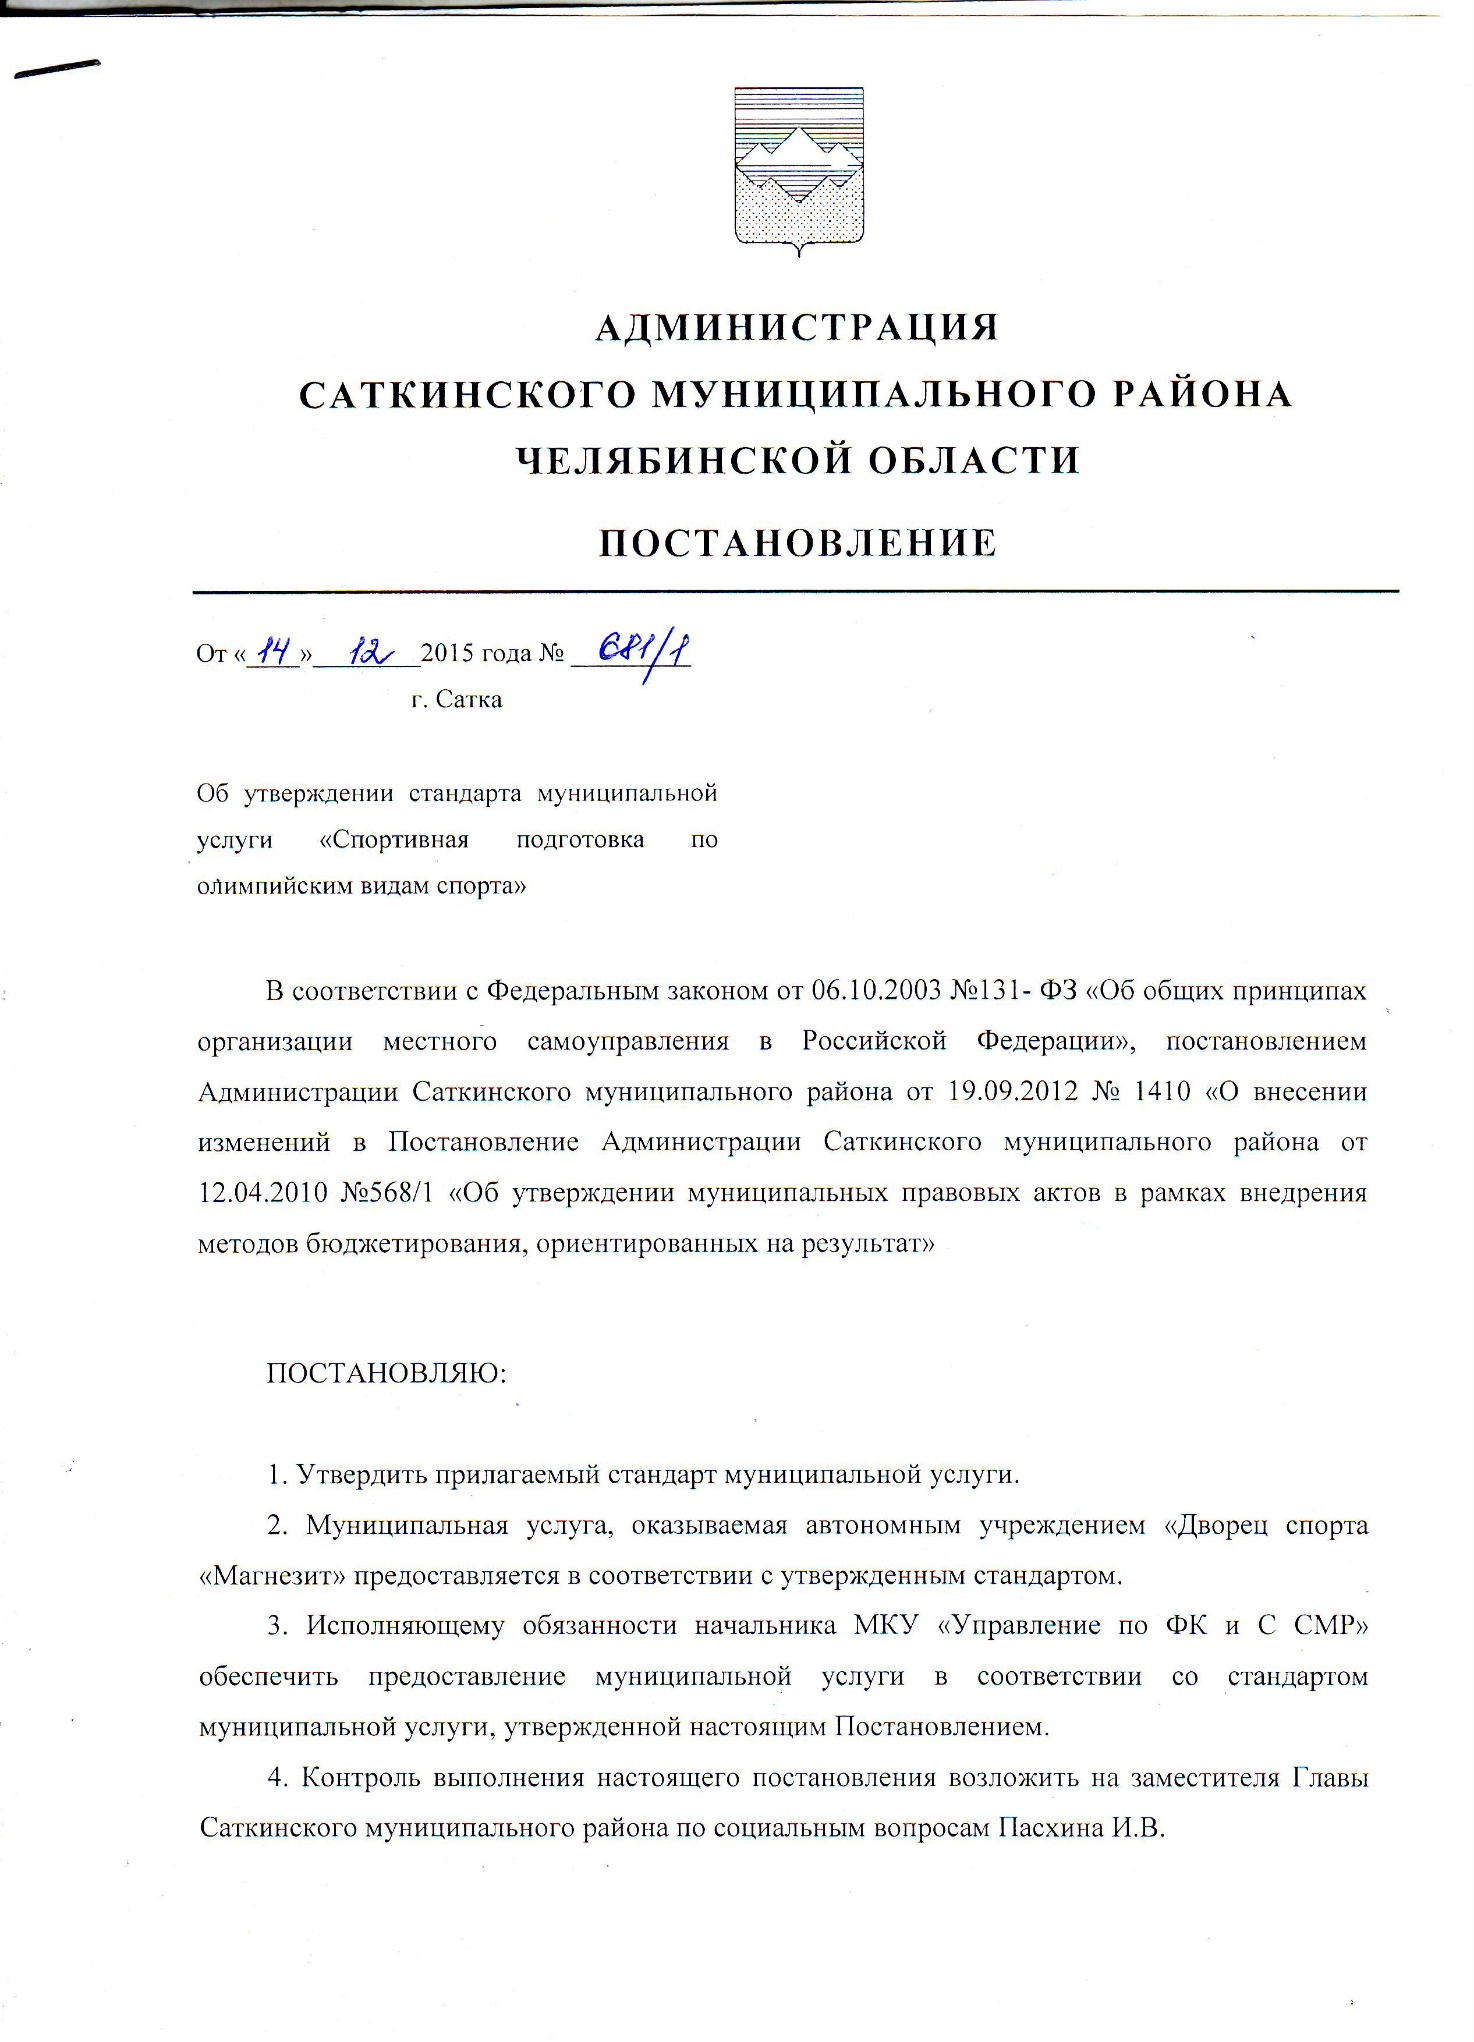 АДМИНИСТРАЦИЯ
САТКИНСКОГО МУНИЦИПАЛЬНОГО РАЙОНА
ЧЕЛЯБИНСКОЙ ОБЛАСТИ
ПОСТАНОВЛЕНИЕ
От «14» 12 2015 года № 681/1
г. Сатка
Об утверждении стандарта муниципальной
услуги «Спортивная подготовка по
олимпийским видам спорта»
В соответствии с Федеральным законом от 06.10.2003 №131- ФЗ «Об общих принципах
организации местного самоуправления в Российской Федерации», постановлением
Администрации Саткинского муниципального района от 19.09.2012 № 1410 «О внесении
изменений в Постановление Администрации Саткинского муниципального района от
12.04.2010 №568/1 «Об утверждении муниципальных правовых актов в рамках внедрения
методов бюджетирования, ориентированных на результат»
ПОСТАНОВЛЯЮ:
1. Утвердить прилагаемый стандарт муниципальной услуги.
2. Муниципальная услуга, оказываемая автономным учреждением «Дворец спорта
«Магнезит» предоставляется в соответствии с утвержденным стандартом.
3. Исполняющему обязанности начальника МКУ «Управление по ФК и С СМР»
обеспечить предоставление муниципальной услуги в соответствии со стандартом
муниципальной услуги, утвержденной настоящим Постановлением.
4. Контроль выполнения настоящего постановления возложить на заместителя Главы
Саткинского муниципального района по социальным вопросам Пасхина И.В.